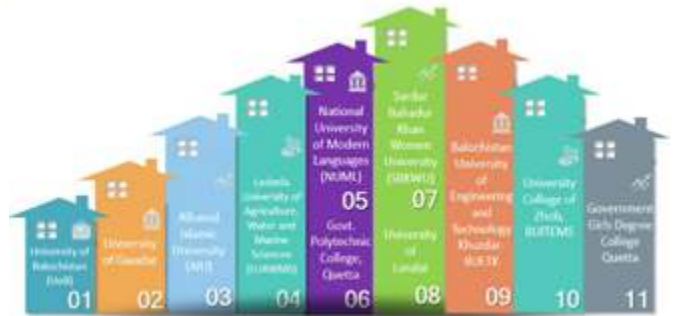 University of
Balochistan
(UoB)
01
University
of Gwadar
02
Alhamd
Islamic
University
(AIU)
03
Lasbela
University of
Agriculture,
Water and
Marine
Sciences
(LUAWMS)
04
National
University
of Modern
Languages
(NUML)
05
Govt.
Polytechnic
College,
Quetta
06
Sardar
Bahadur
Khan
Women
University
(SBKWU)
07
University
of
Loralai
08
Balochistan
University
of
Engineering
and
Technology
Khuzdar
BUETK
09
University
College of
Zhob,
BUITEMS
10
Government
Girls Degree
College
Quetta
11